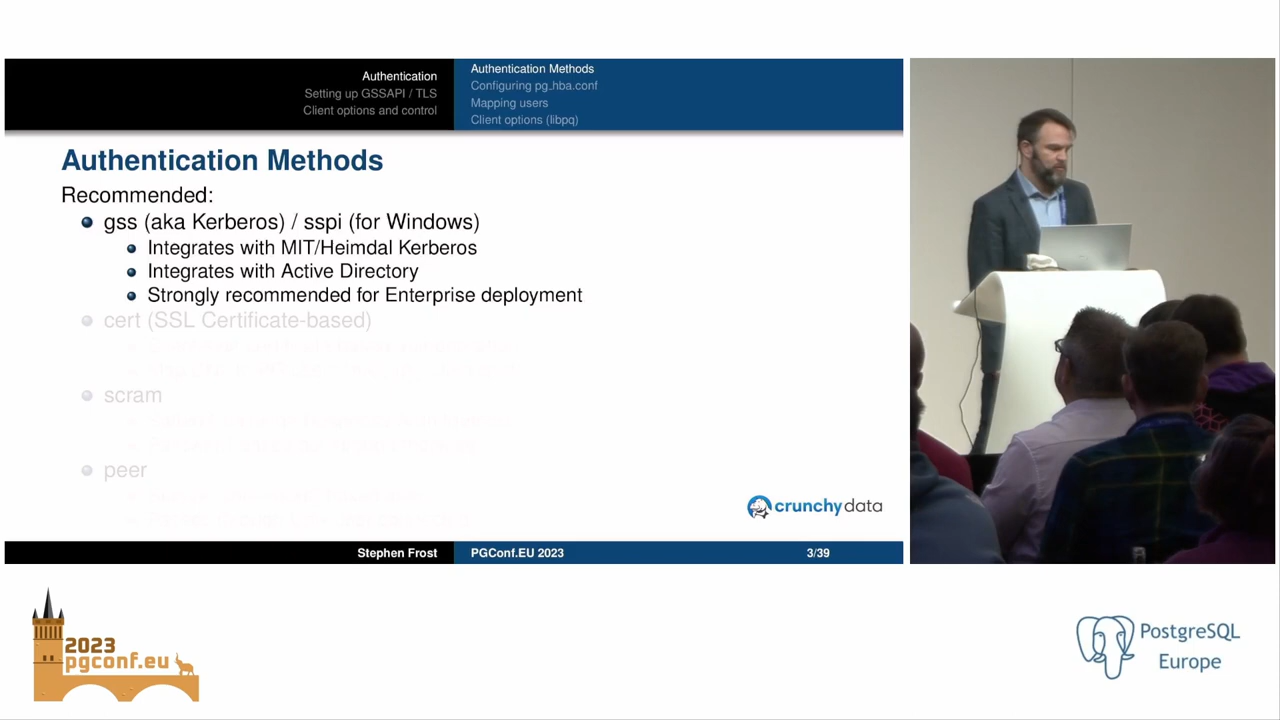 Authentication
Setting up GSSAPI / TLS
Client options and control
Authentication Methods
Configuring pg_hba.conf
Mapping users
Client options (libpq)
Authentication Methods
Recommended:
gss (aka Kerberos) / sspi (for Windows)
Integrates with MIT/Heimdal Kerberos
Integrates with Active Directory
Strongly recommended for Enterprise deployment
cert (SSL Certificate-based)
scram
peer
crunchydata
Stephen Frost
PGConf.EU 2023
3/39
2023
pgconf.eu
PostgreSQL
Europe